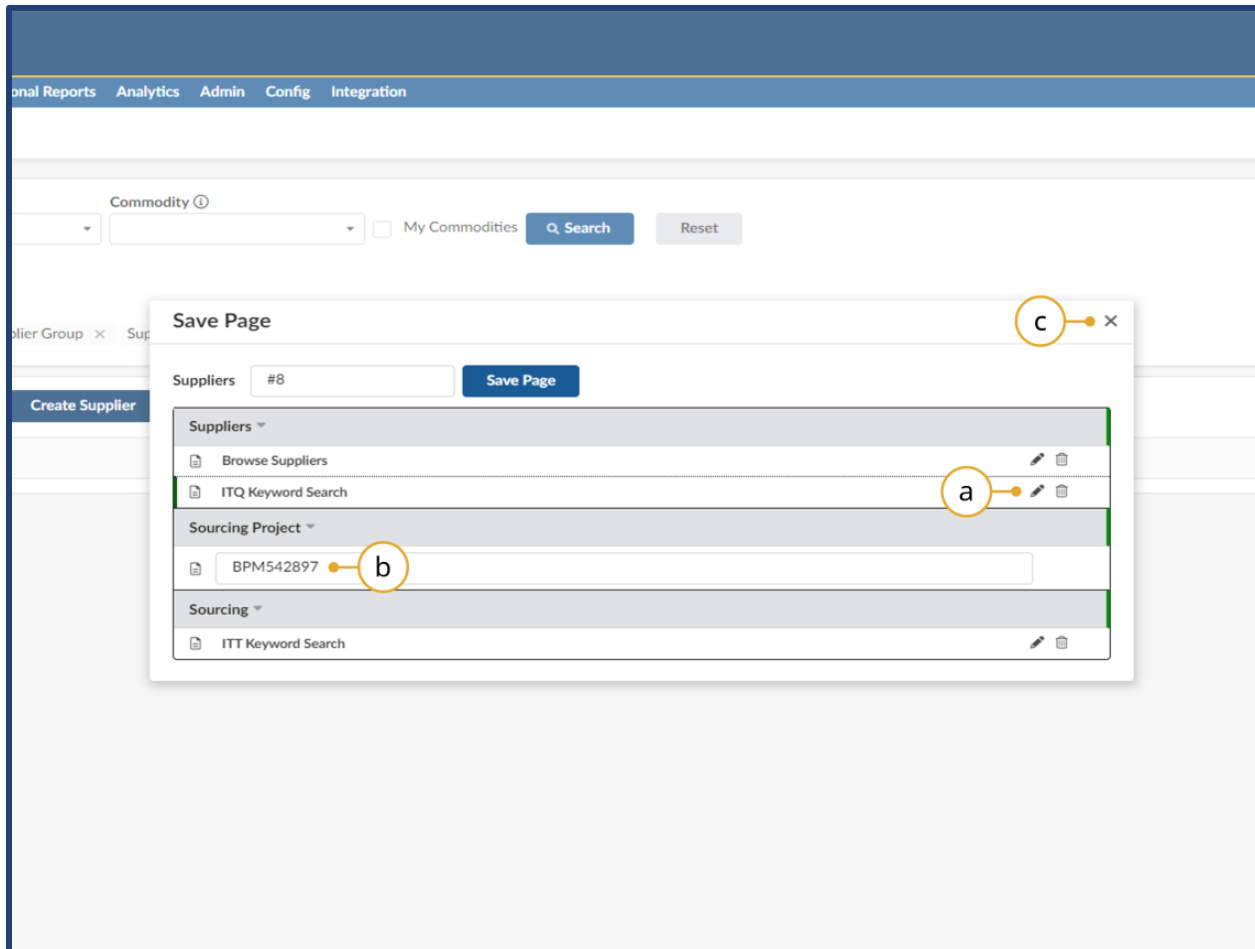 onal Reports Analytics Admin Config Integration
Commodity
My Commodities Search Reset
plier Group × Sup
Save Page
c ×
Suppliers #8 Save Page
Create Supplier
Suppliers
Browse Suppliers
ITQ Keyword Search
a
Sourcing Project
BPM542897 b
Sourcing
ITT Keyword Search